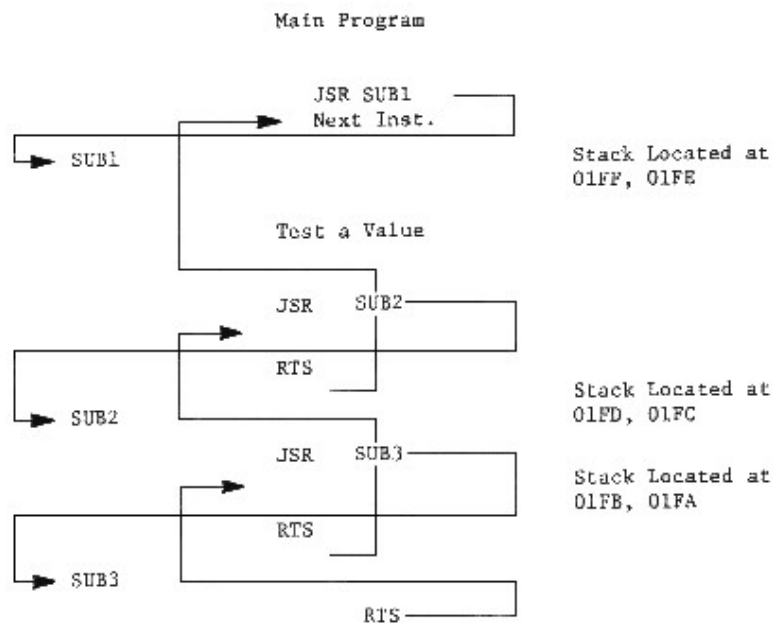 Main Program
JSR SUB1
Next Inst.
SUB1
Stack Located at
01FF, 01FE
Test a Value
JSR SUB2
RTS
SUB2
Stack Located at
01FD, 01FC
JSR SUB3
Stack Located at
01FB, 01FA
RTS
SUB3
RTS